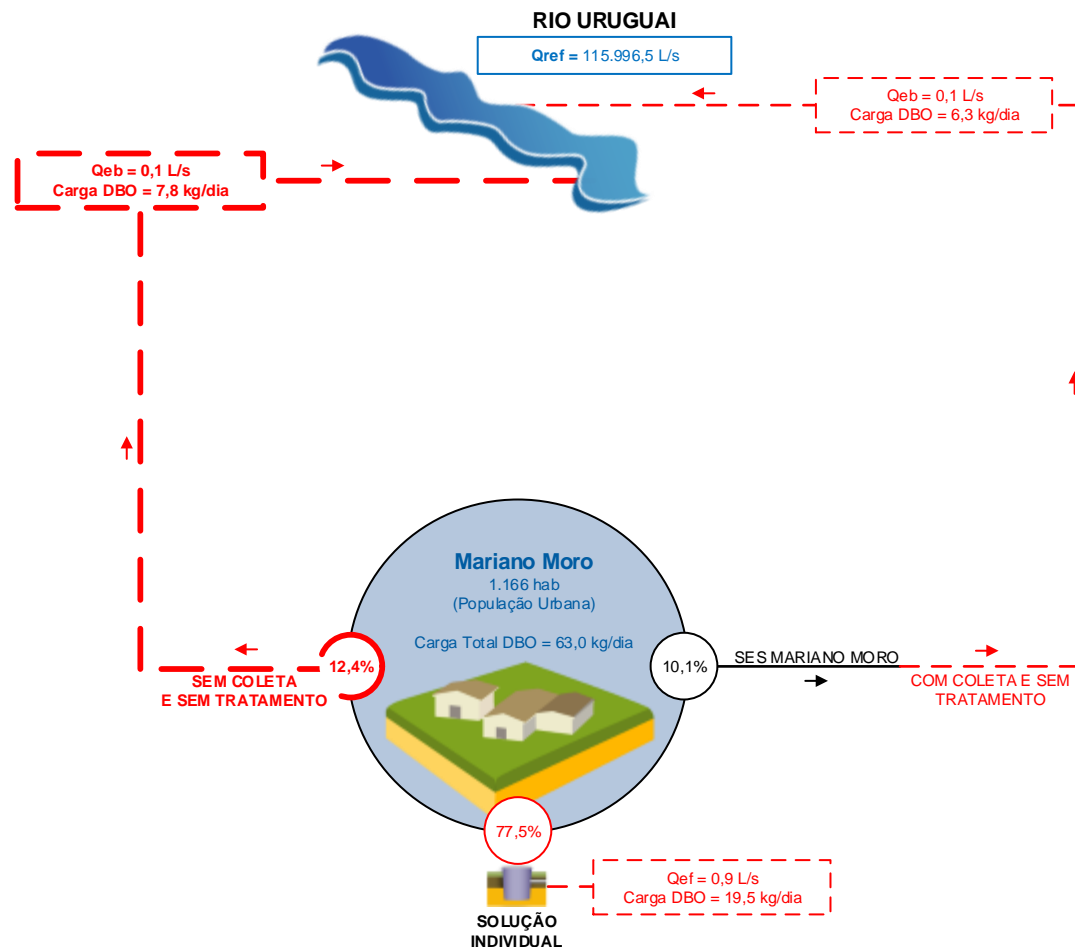 RIO URUGUAI
Qref = 115.996,5 L/s
Qeb = 0,1 L/s
Carga DBO = 6,3 kg/dia
Qeb = 0,1 L/s
Carga DBO = 7,8 kg/dia
Mariano Moro
1.166 hab
(População Urbana)
Carga Total DBO = 63,0 kg/dia
12,4%
SEM COLETA
E SEM TRATAMENTO
10,1%
SES MARIANO MORO
COM COLETA E SEM
TRATAMENTO
77,5%
Qef = 0,9 L/s
Carga DBO = 19,5 kg/dia
SOLUÇÃO
INDIVIDUAL